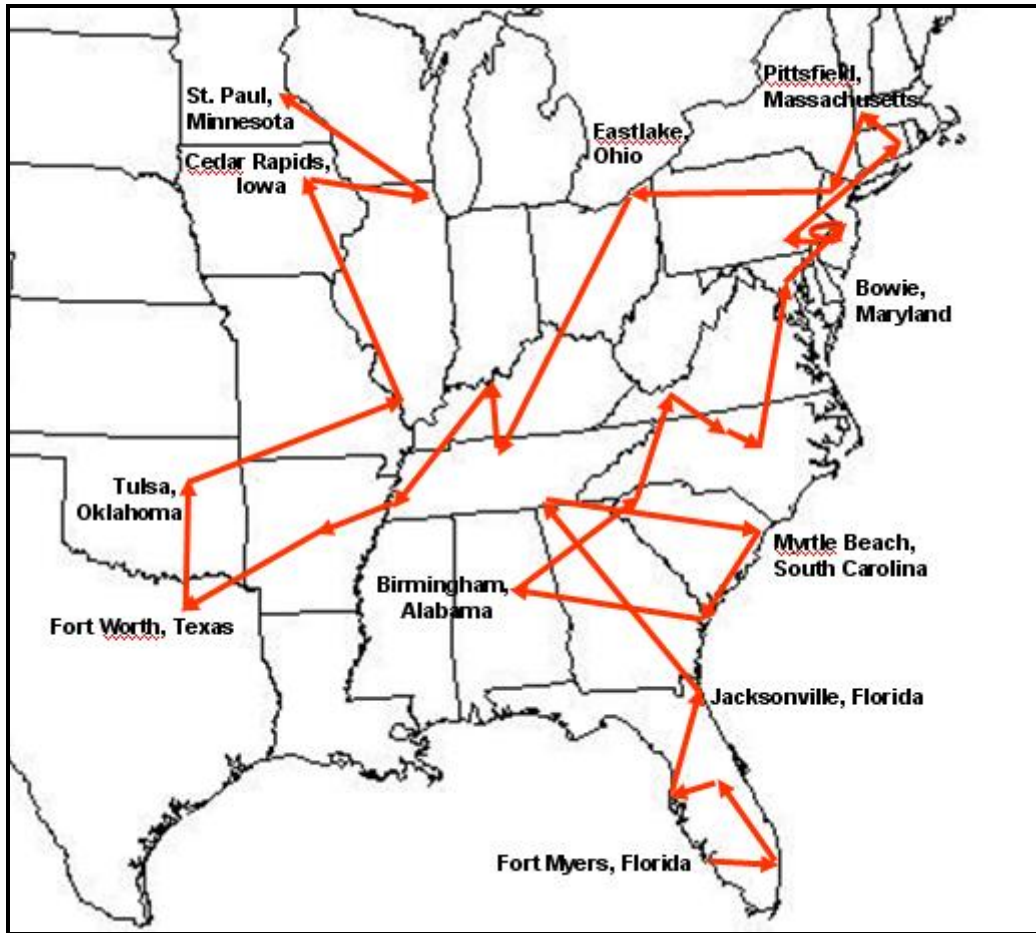 Pittsfield,
Massachusetts
St. Paul,
Minnesota
Eastlake,
Ohio
Cedar Rapids,
Iowa
Bowie,
Maryland
Tulsa,
Oklahoma
Myrtle Beach,
South Carolina
Birmingham,
Alabama
Fort Worth, Texas
Jacksonville, Florida
Fort Myers, Florida